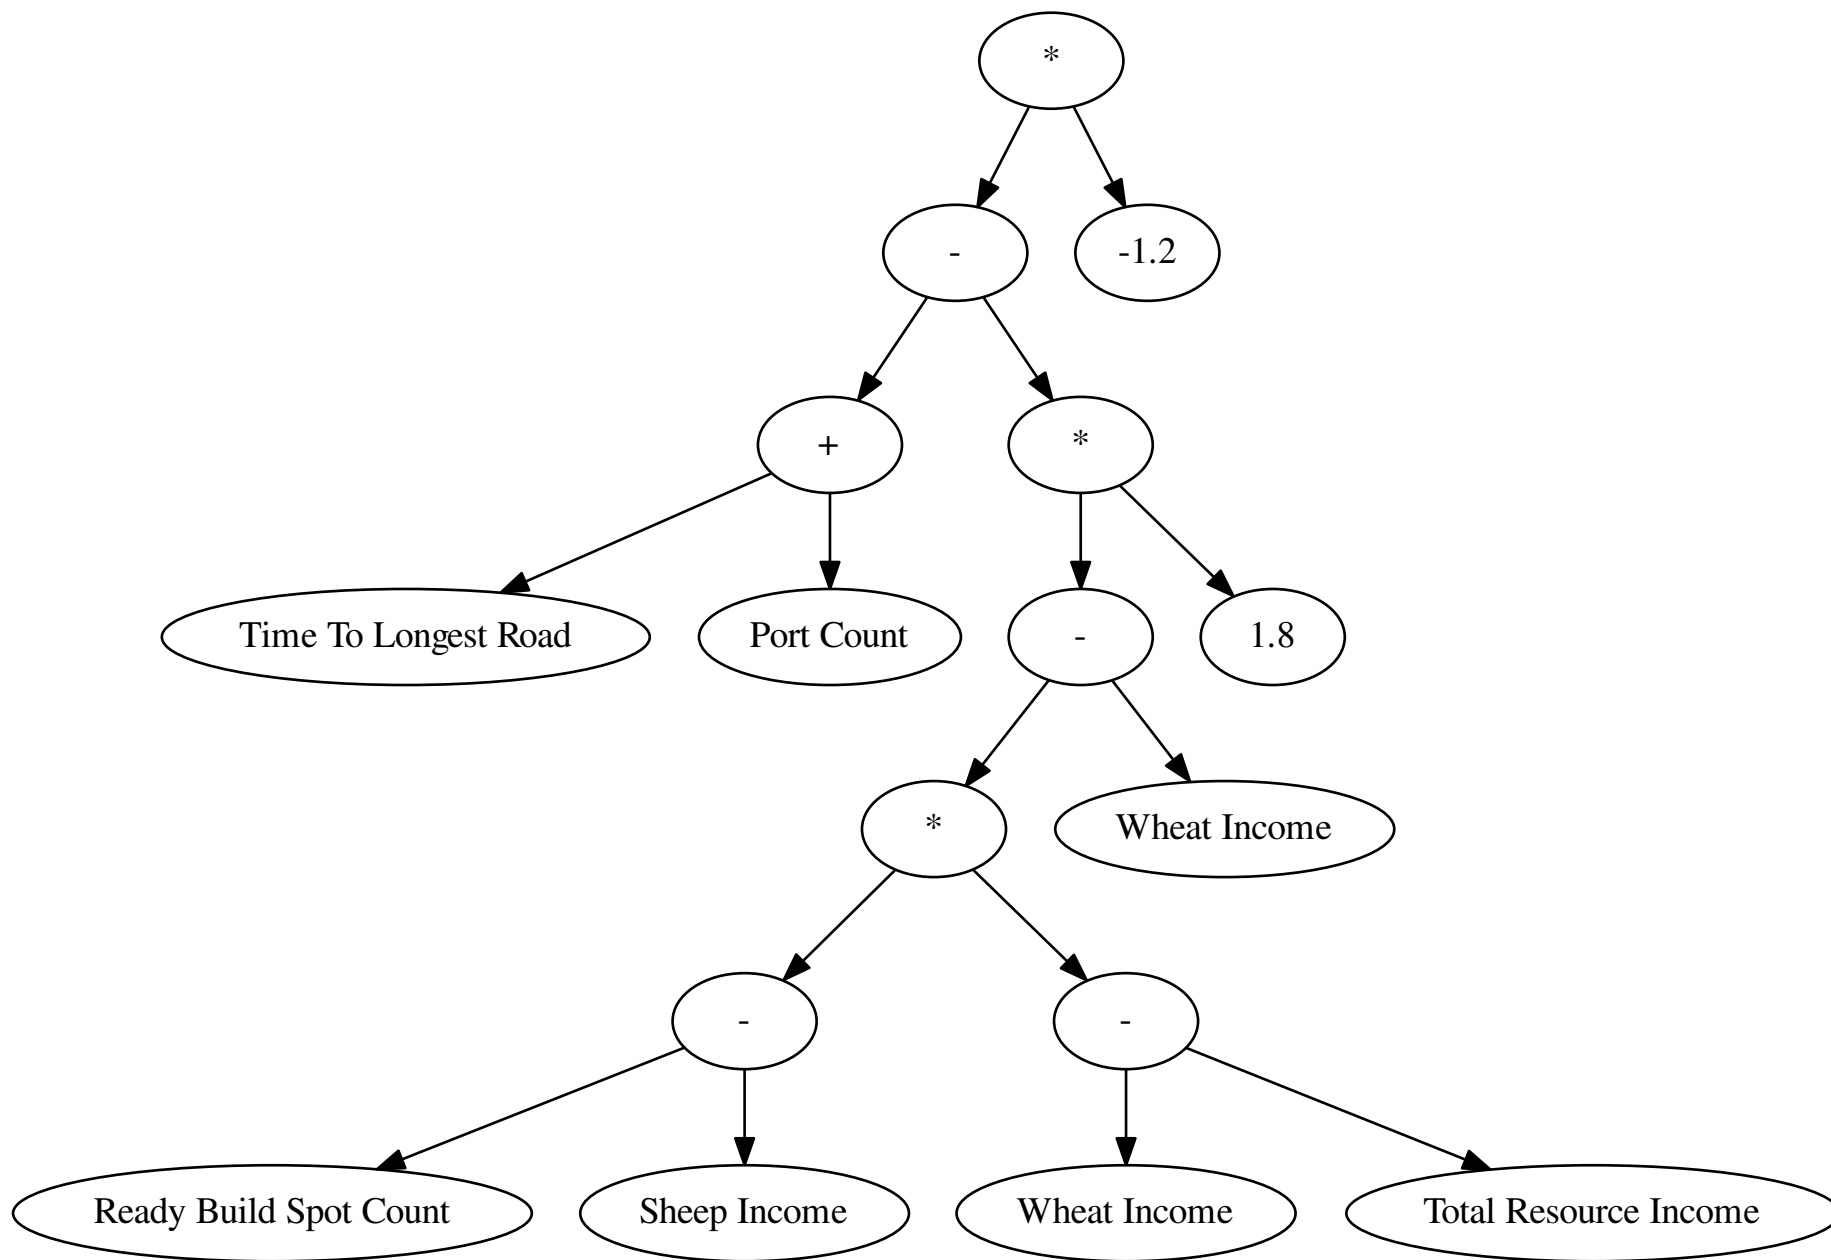 *
-
-1.2
+
*
Time To Longest Road
Port Count
-
1.8
*
Wheat Income
-
-
Ready Build Spot Count
Sheep Income
Wheat Income
Total Resource Income